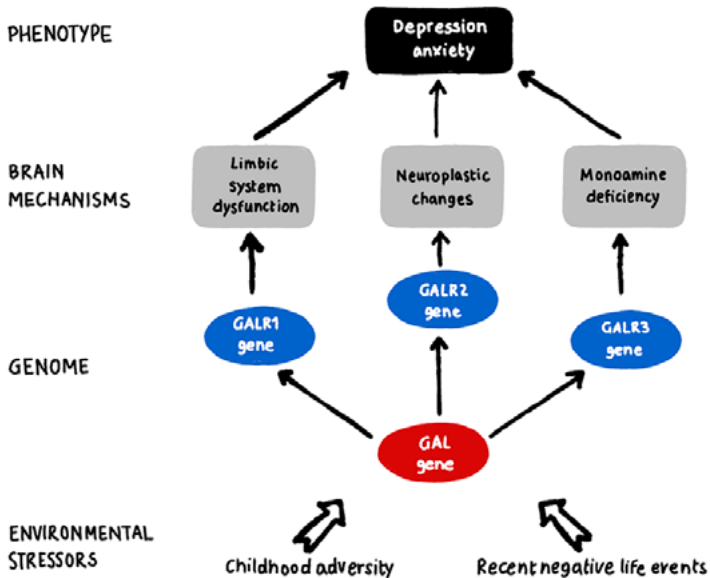 PHENOTYPE
Depression
anxiety
BRAIN
MECHANISMS
Limbic
system
dysfunction
Neuroplastic
changes
Monoamine
deficiency
GALR1
gene
GALR2
gene
GALR3
gene
GENOME
GAL
gene
ENVIRONMENTAL
STRESSORS
Childhood adversity
Recent negative life events